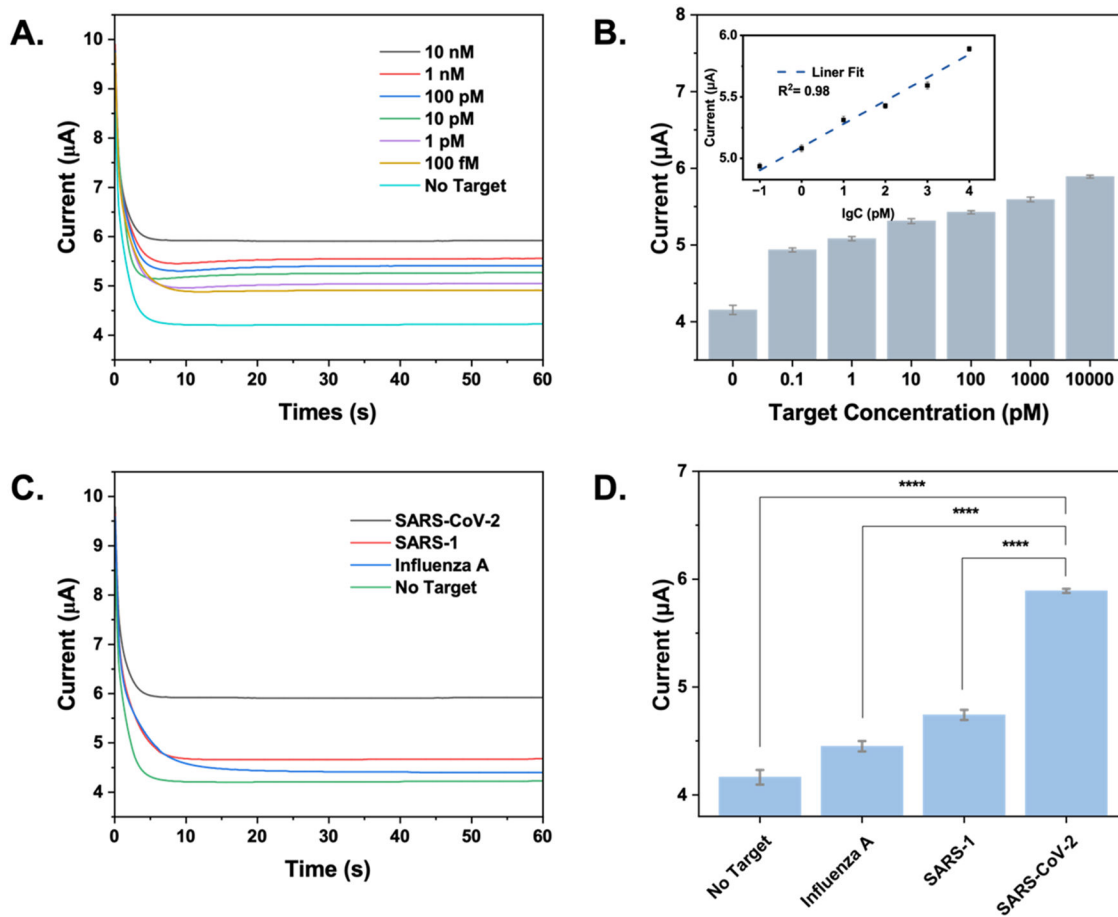 A.
10
9
8
7
6
5
4
Current (μA)
10 nM
1 nM
100 pM
10 pM
1 pM
100 fM
No Target
0 10 20 30 40 50 60
Times (s)
B.
8
7
6
5
4
Current (μA)
6.0
5.5
5.0
Current (μA)
Liner Fit
R²= 0.98
−1 0 1 2 3 4
lgC (pM)
0 0.1 1 10 100 1000 10000
Target Concentration (pM)
C.
10
9
8
7
6
5
4
Current (μA)
SARS-CoV-2
SARS-1
Influenza A
No Target
0 10 20 30 40 50 60
Time (s)
D.
7
6
5
4
Current (μA)
****
****
****
No Target
Influenza A
SARS-1
SARS-CoV-2